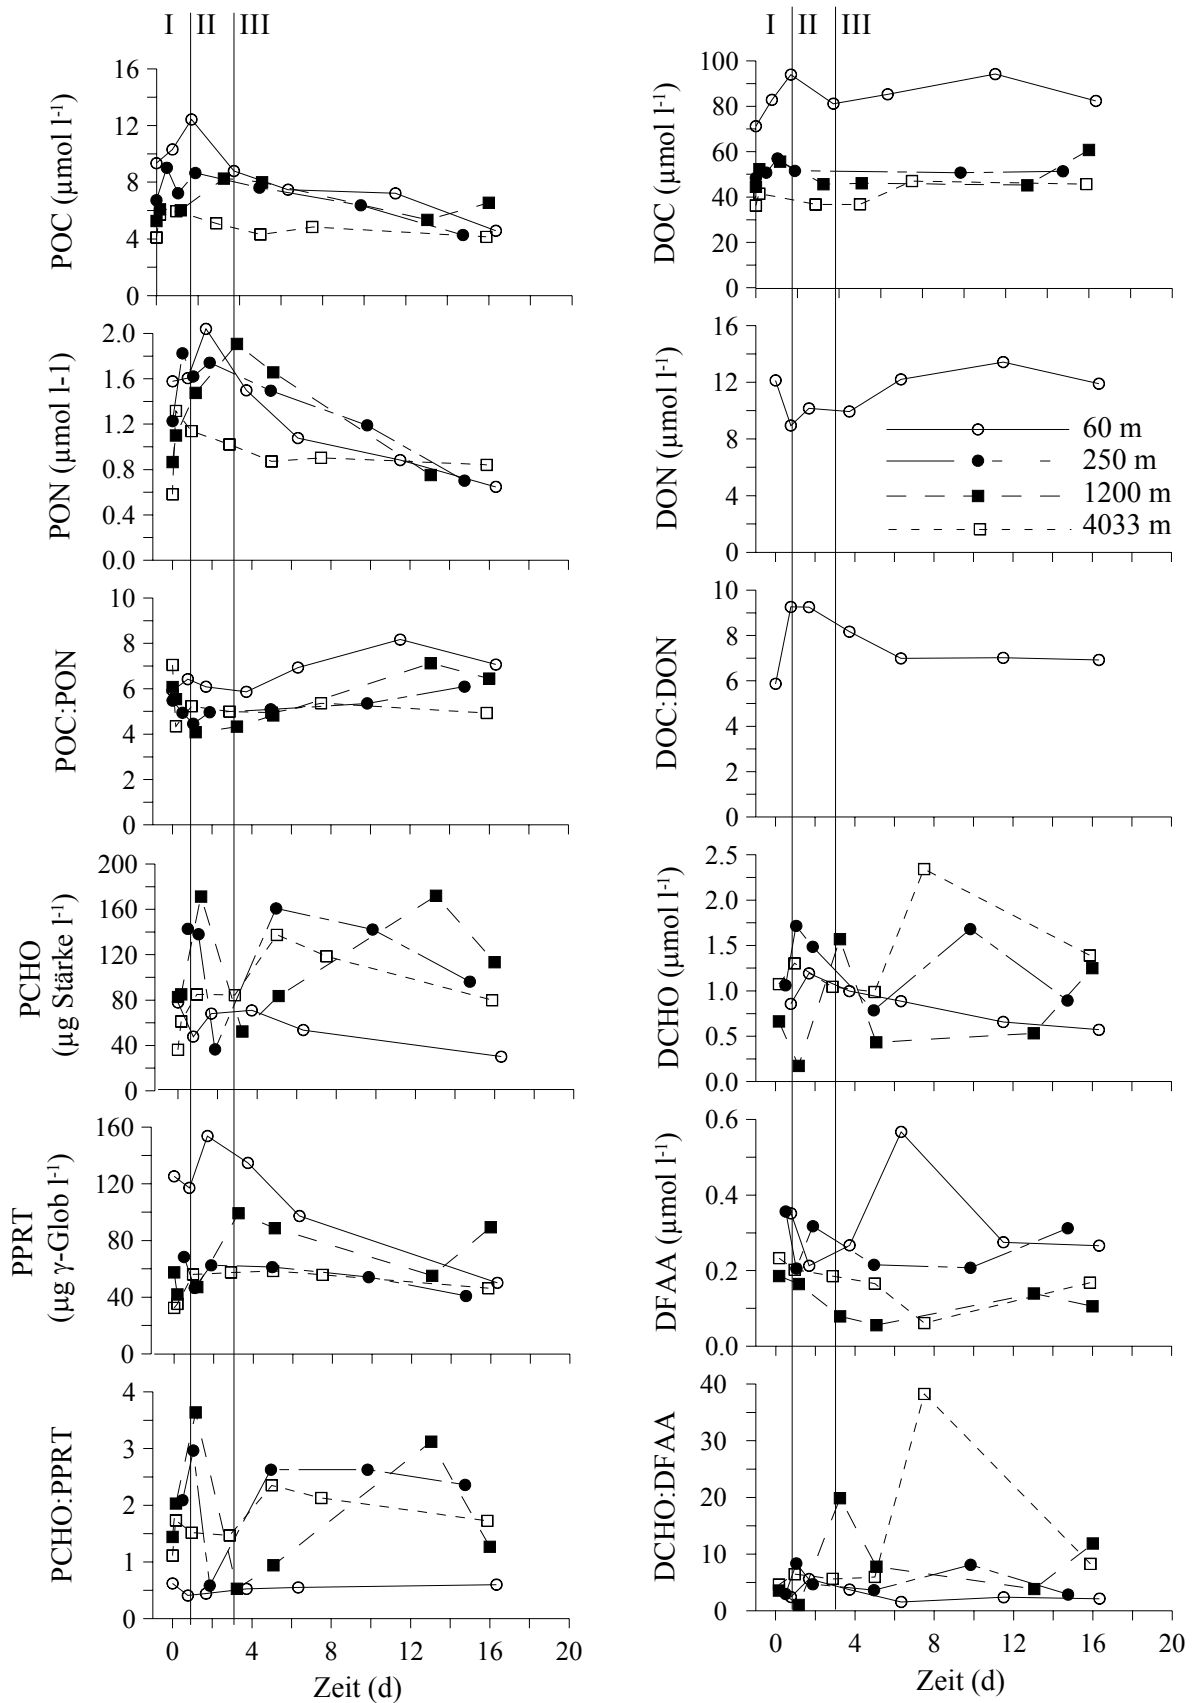 I II III
16
12
8
4
0
POC (µmol l-1)
2.0
1.6
1.2
0.8
0.4
0.0
PON (µmol l-1)
10
8
6
4
2
0
POC:PON
200
160
120
80
40
0
PCHO
(µg Stärke l-1)
160
120
80
40
0
PPRT
(µg γ-Glob l-1)
4
3
2
1
0
PCHO:PPRT
0 4 8 12 16 20
Zeit (d)
I II III
100
80
60
40
20
0
DOC (µmol l-1)
16
12
8
4
0
DON (µmol l-1)
60 m
250 m
1200 m
4033 m
10
8
6
4
2
0
DOC:DON
2.5
2.0
1.5
1.0
0.5
0.0
DCHO (µmol l-1)
0.6
0.4
0.2
0.0
DFAA (µmol l-1)
40
30
20
10
0
DCHO:DFAA
0 4 8 12 16 20
Zeit (d)